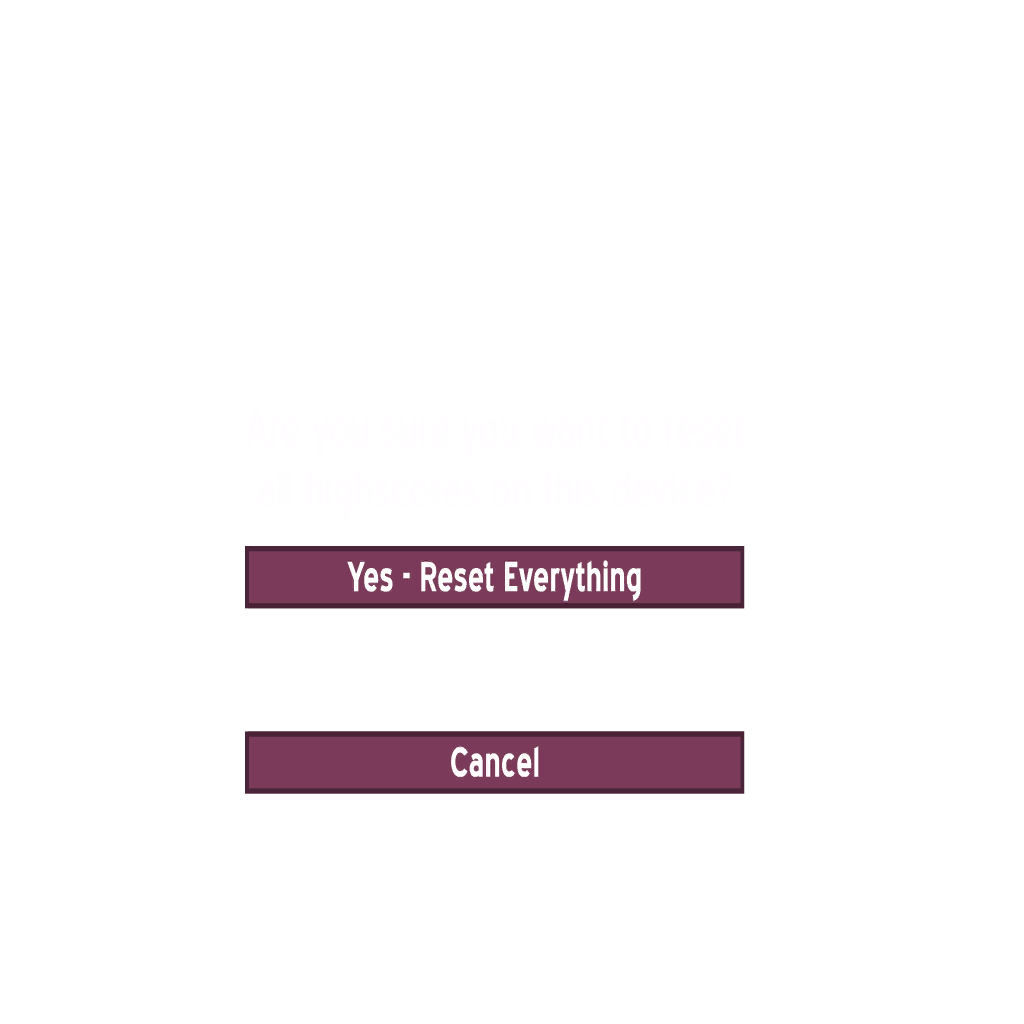 Are you sure you want to reset
all highscores on this device?
Yes - Reset Everything
Cancel